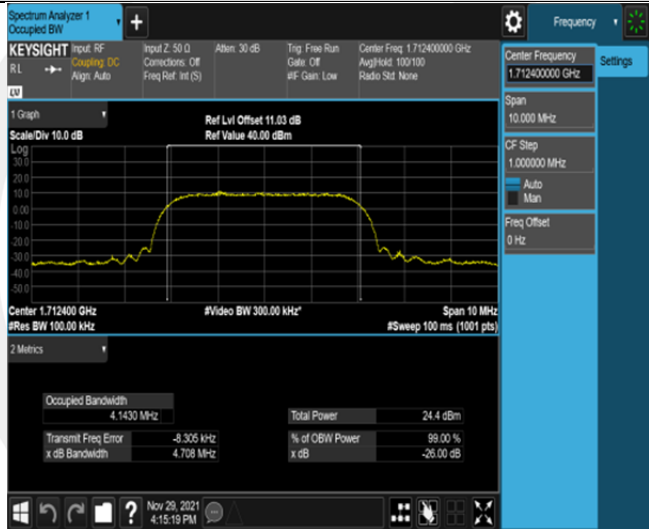 Spectrum Analyzer 1
Occupied BW
Frequency
KEYSIGHT
RL
Input: RF
Coupling: DC
Align: Auto
Input Z: 50 Ω
Corrections: Off
Freq Ref: Int (S)
Atten: 30 dB
Trig: Free Run
Gate: Off
#IF Gain: Low
Center Freq: 1.712400000 GHz
Avg|Hold: 100/100
Radio Std: None
Center Frequency
1.712400000 GHz
Settings
Span
10.000 MHz
CF Step
1.000000 MHz
Auto
Man
Freq Offset
0 Hz
1 Graph
Scale/Div 10.0 dB
Ref Lvl Offset 11.03 dB
Ref Value 40.00 dBm
Log
30.0
20.0
10.0
0.00
-10.0
-20.0
-30.0
-40.0
-50.0
Center 1.712400 GHz
#Res BW 100.00 kHz
#Video BW 300.00 kHz*
Span 10 MHz
#Sweep 100 ms (1001 pts)
2 Metrics
Occupied Bandwidth
4.1430 MHz
Total Power 24.4 dBm
Transmit Freq Error -8.305 kHz
% of OBW Power 99.00 %
x dB Bandwidth 4.708 MHz
x dB -26.00 dB
Nov 29, 2021
4:15:19 PM